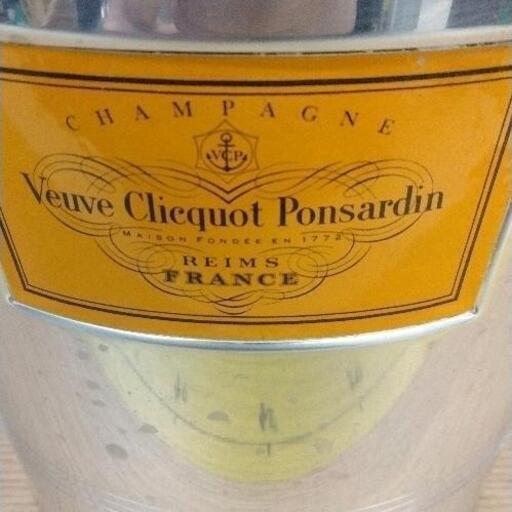 CHAMPAGNE
VCP
Veuve Clicquot Ponsardin
MAISON FONDÉE EN 1772
REIMS
FRANCE